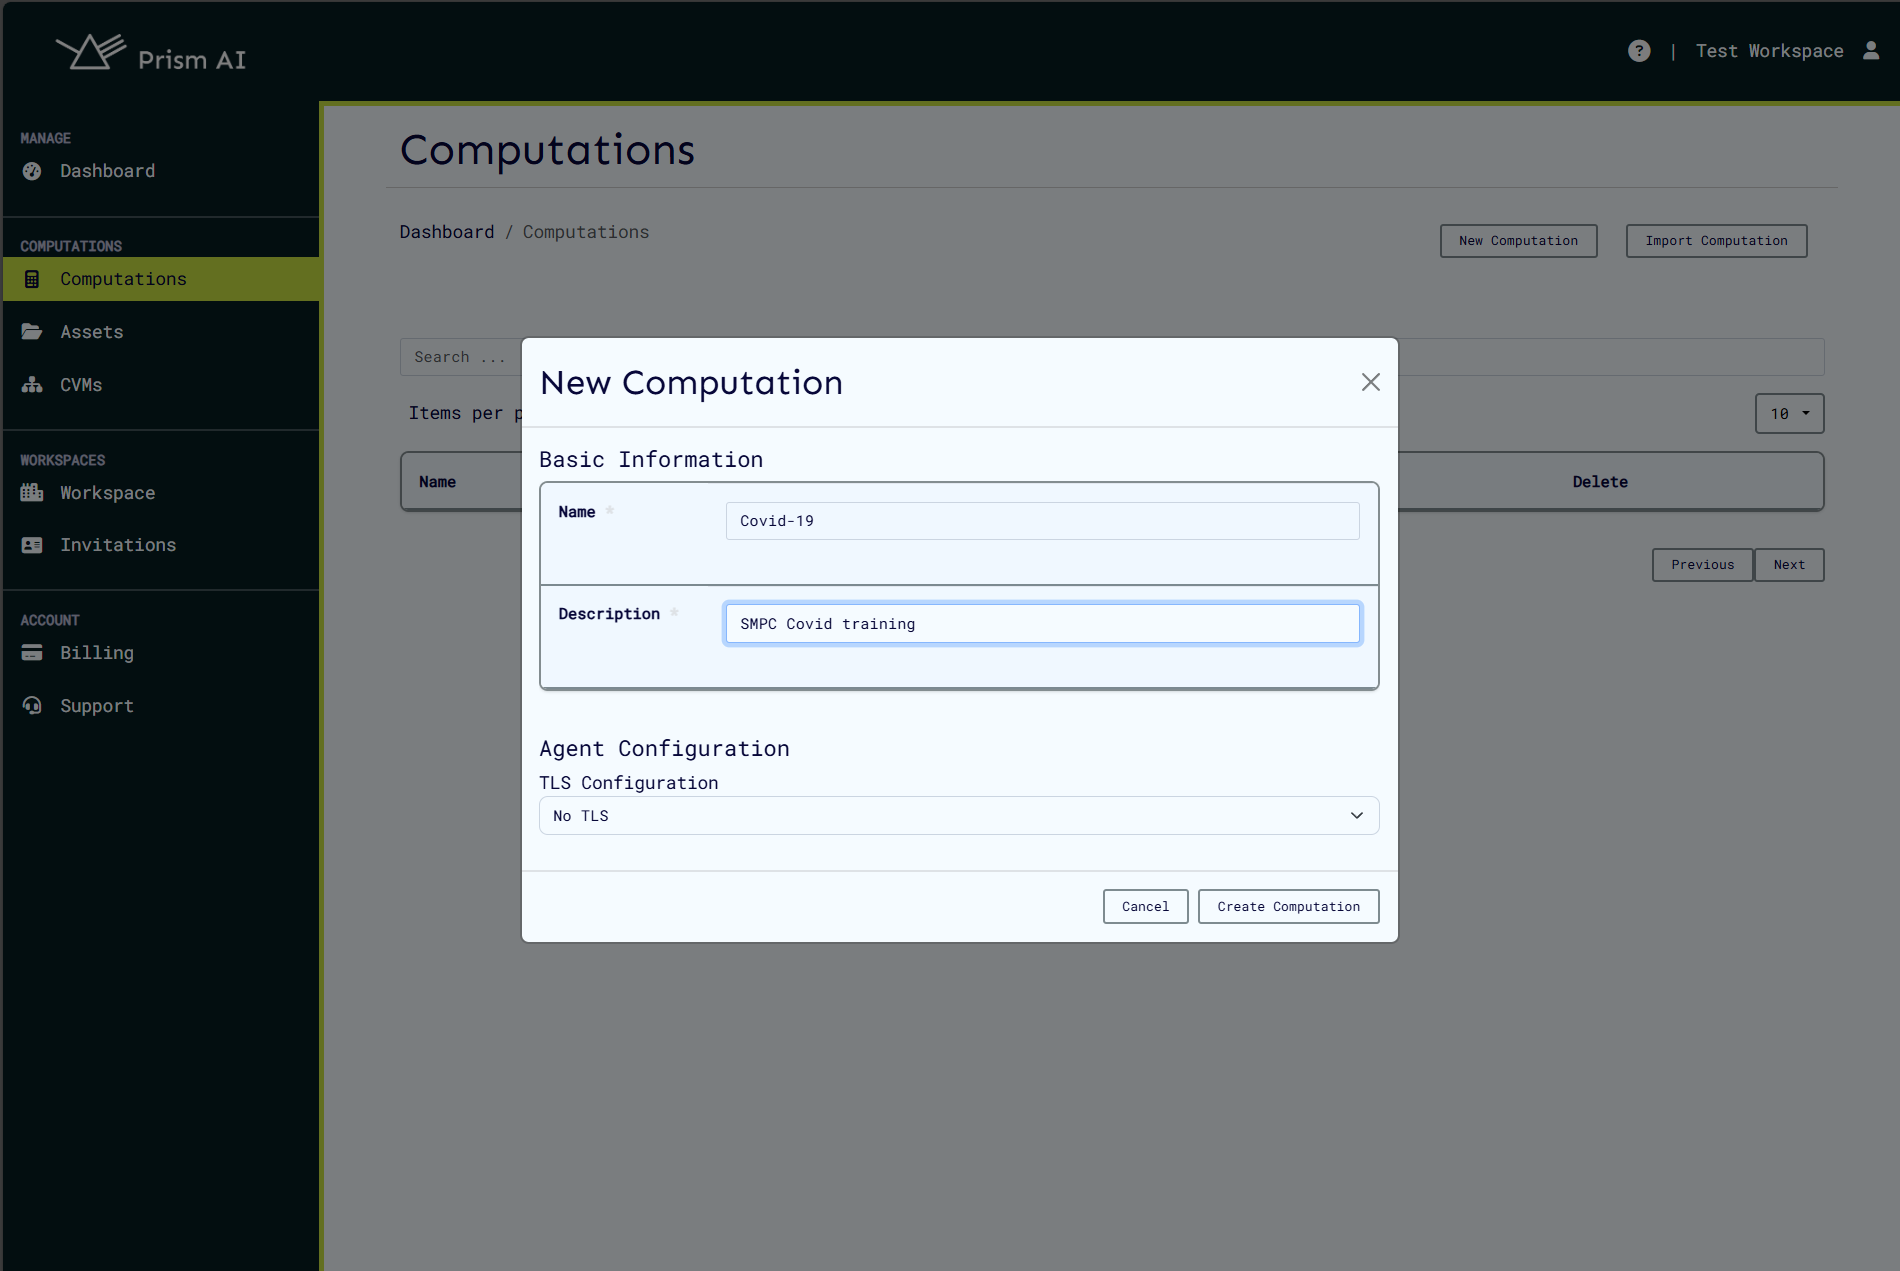 Prism AI
? | Test Workspace
MANAGE
Dashboard
COMPUTATIONS
Computations
Assets
CVMs
WORKSPACES
Workspace
Invitations
ACCOUNT
Billing
Support
Computations
Dashboard / Computations
New Computation
Import Computation
Search ...
Items per p
10
Name
Delete
Previous
Next
New Computation
Basic Information
Name *
Covid-19
Description *
SMPC Covid training
Agent Configuration
TLS Configuration
No TLS
Cancel
Create Computation